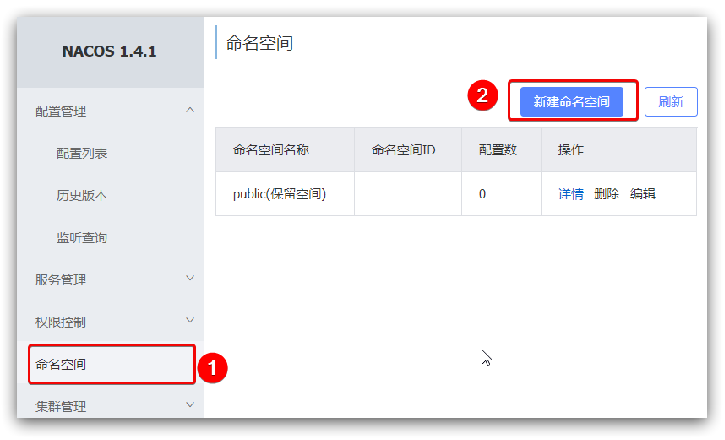 NACOS 1.4.1
配置管理
配置列表
历史版本
监听查询
服务管理
权限控制
命名空间
1
集群管理
命名空间
2
新建命名空间 刷新
命名空间名称 命名空间ID 配置数 操作
public(保留空间) 0 详情 删除 编辑